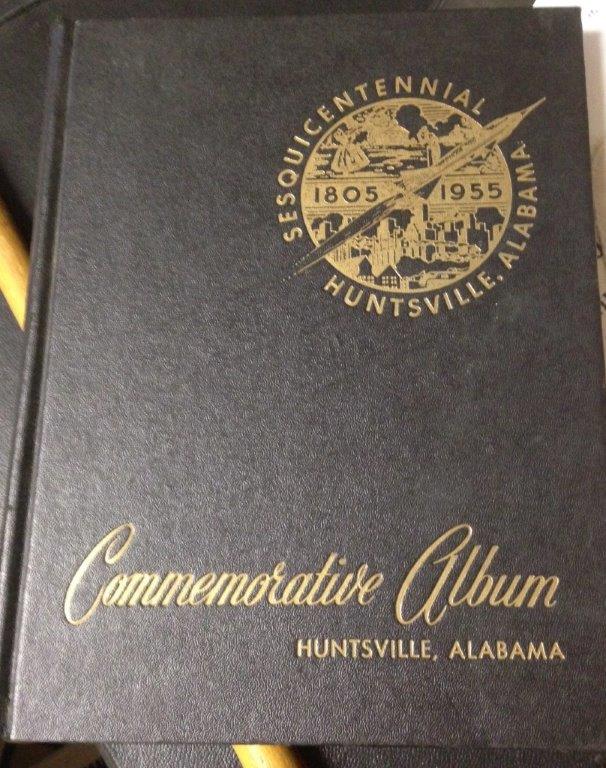 SESQUICENTENNIAL
1805 1955
HUNTSVILLE, ALABAMA
Commemorative Album
HUNTSVILLE, ALABAMA